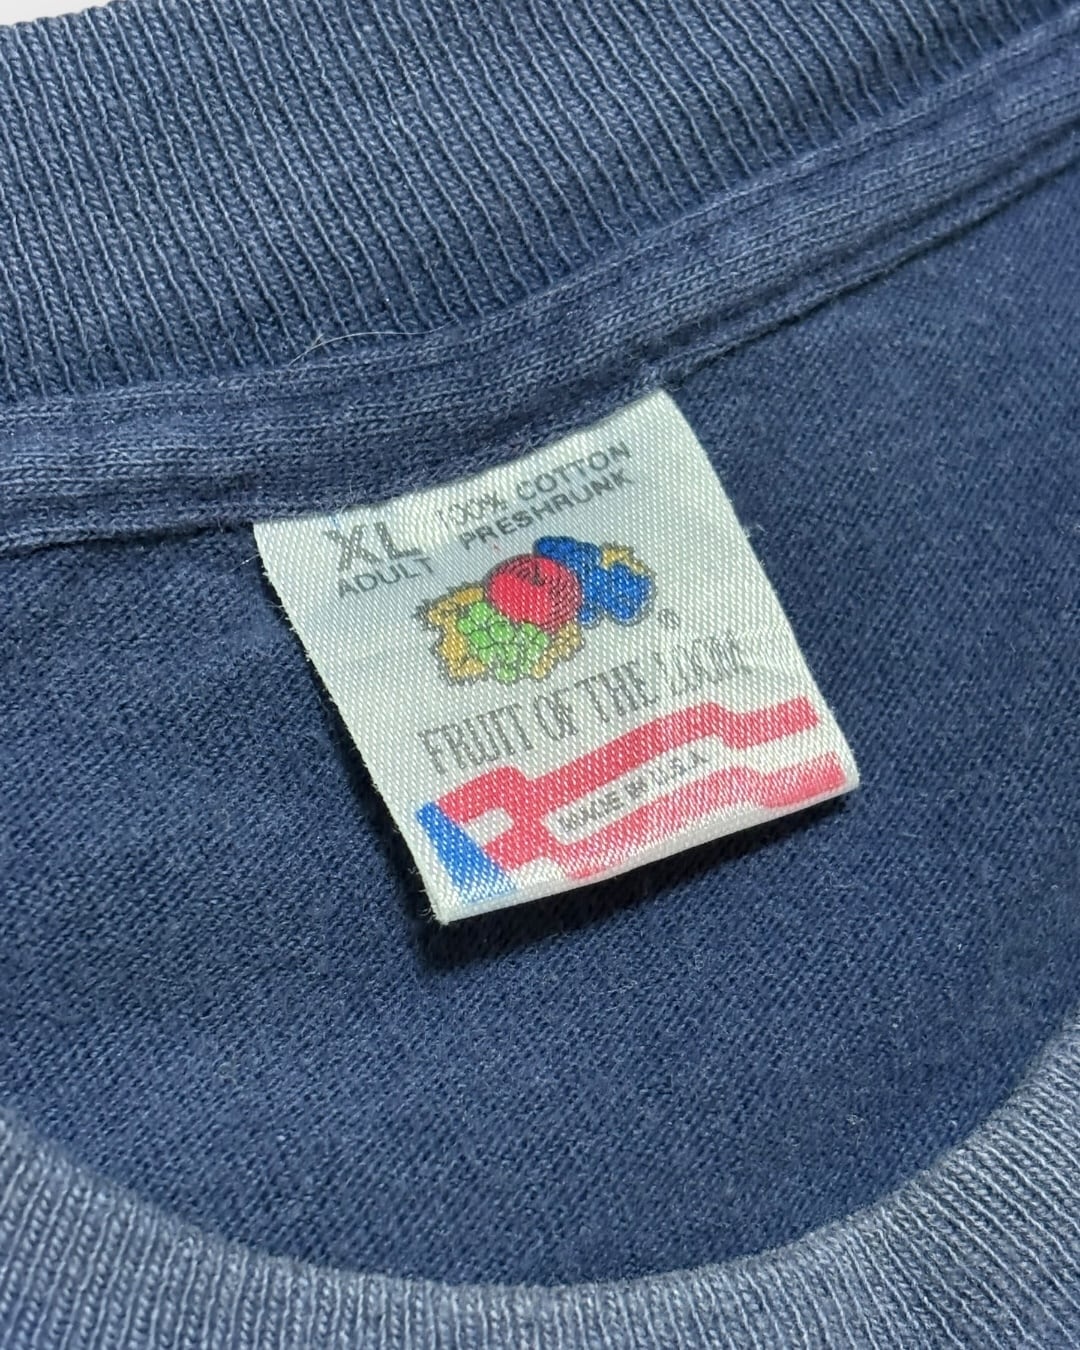 XL
ADULT
100% COTTON
PRESHRUNK
®
FRUIT OF THE LOOM
MADE IN U.S.A.